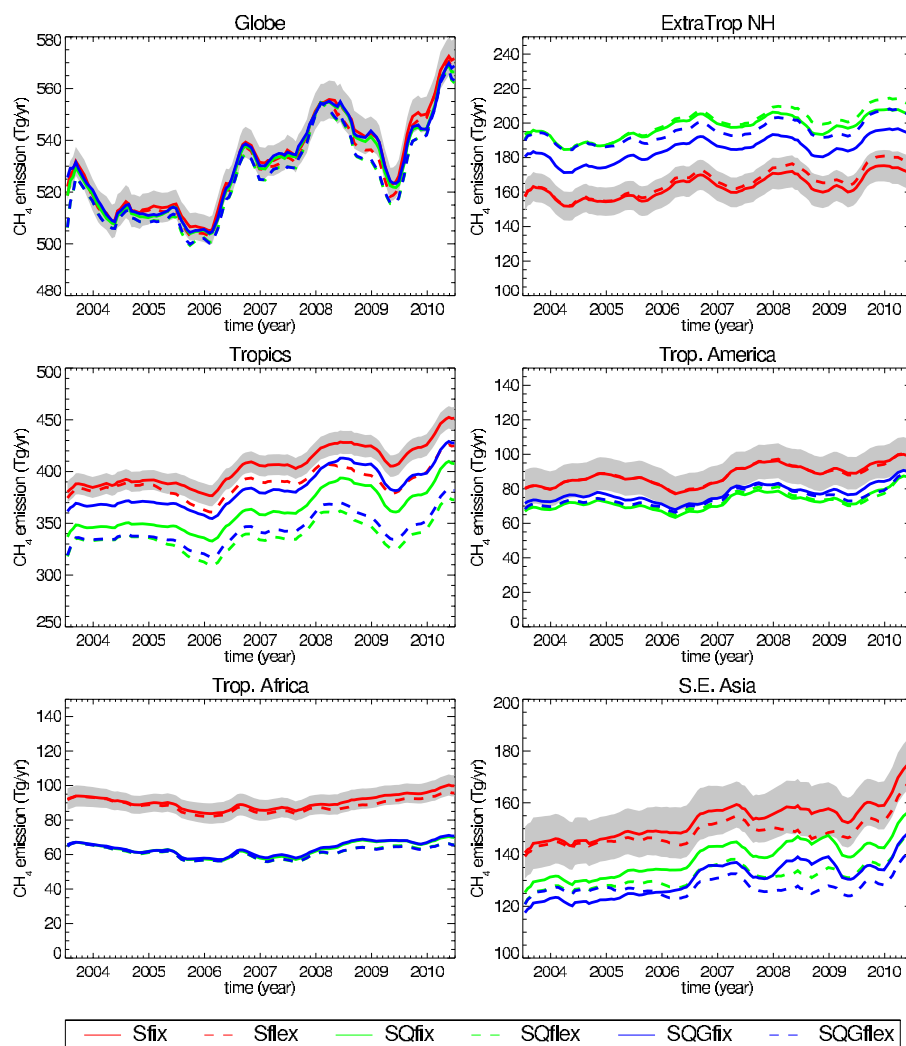 Globe
580
560
540
520
500
480
CH4 emission (Tg/yr)
2004 2005 2006 2007 2008 2009 2010
time (year)
ExtraTrop NH
240
220
200
180
160
140
120
100
CH4 emission (Tg/yr)
2004 2005 2006 2007 2008 2009 2010
time (year)
Tropics
500
450
400
350
300
250
CH4 emission (Tg/yr)
2004 2005 2006 2007 2008 2009 2010
time (year)
Trop. America
140
120
100
80
60
40
20
0
CH4 emission (Tg/yr)
2004 2005 2006 2007 2008 2009 2010
time (year)
Trop. Africa
140
120
100
80
60
40
20
0
CH4 emission (Tg/yr)
2004 2005 2006 2007 2008 2009 2010
time (year)
S.E. Asia
200
180
160
140
120
100
CH4 emission (Tg/yr)
2004 2005 2006 2007 2008 2009 2010
time (year)
Sfix Sflex SQfix SQflex SQGfix SQGflex